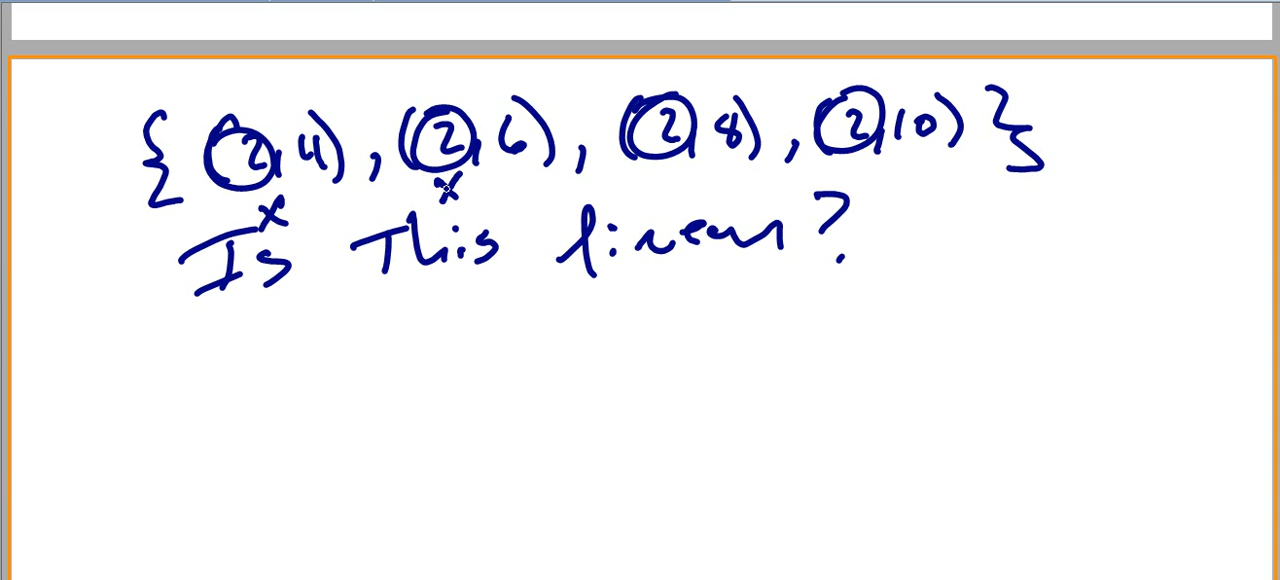 {(2,4), (2,6), (2,8), (2,10)}
x x
Is This linear?